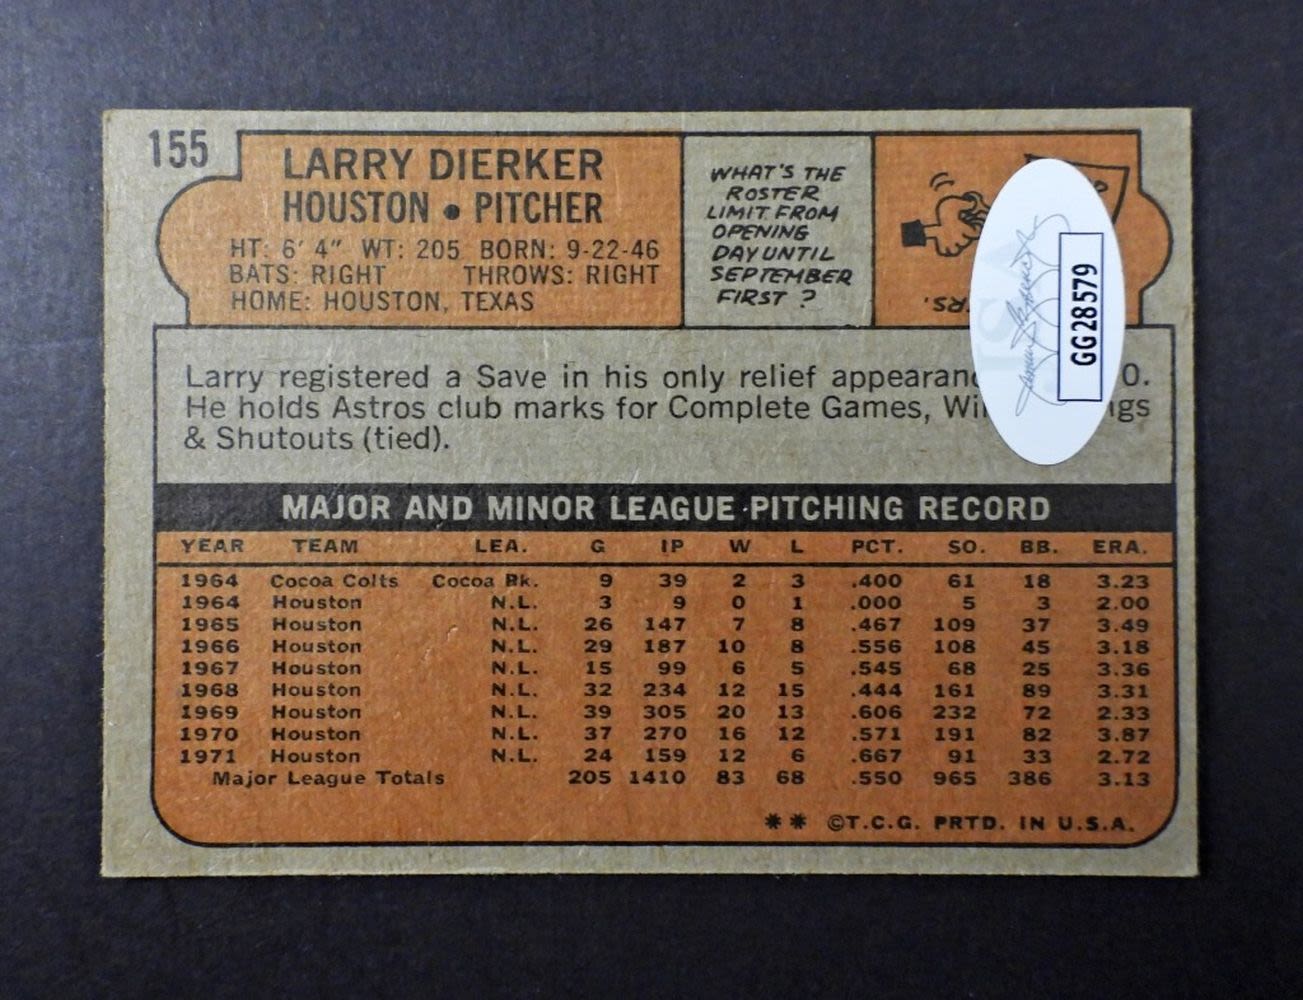 155
LARRY DIERKER
HOUSTON • PITCHER
HT: 6' 4" WT: 205 BORN: 9-22-46
BATS: RIGHT THROWS: RIGHT
HOME: HOUSTON, TEXAS
WHAT'S THE
ROSTER
LIMIT FROM
OPENING
DAY UNTIL
SEPTEMBER
FIRST ?
GG28579
Larry registered a Save in his only relief 0.
He holds Astros club marks for Complete Games,
& Shutouts (tied).
MAJOR AND MINOR LEAGUE PITCHING RECORD
YEAR TEAM LEA. G IP W L PCT. SO. BB. ERA.
1964 Cocoa Colts Cocoa Rk. 9 39 2 3 .400 61 18 3.23
1964 Houston N.L. 3 9 0 1 .000 5 3 2.00
1965 Houston N.L. 26 147 7 8 .467 109 37 3.49
1966 Houston N.L. 29 187 10 8 .556 108 45 3.18
1967 Houston N.L. 15 99 6 5 .545 68 25 3.36
1968 Houston N.L. 32 234 12 15 .444 161 89 3.31
1969 Houston N.L. 39 305 20 13 .606 232 72 2.33
1970 Houston N.L. 37 270 16 12 .571 191 82 3.87
1971 Houston N.L. 24 159 12 6 .667 91 33 2.72
Major League Totals 205 1410 83 68 .550 965 386 3.13
** ©T.C.G. PRTD. IN U.S.A.